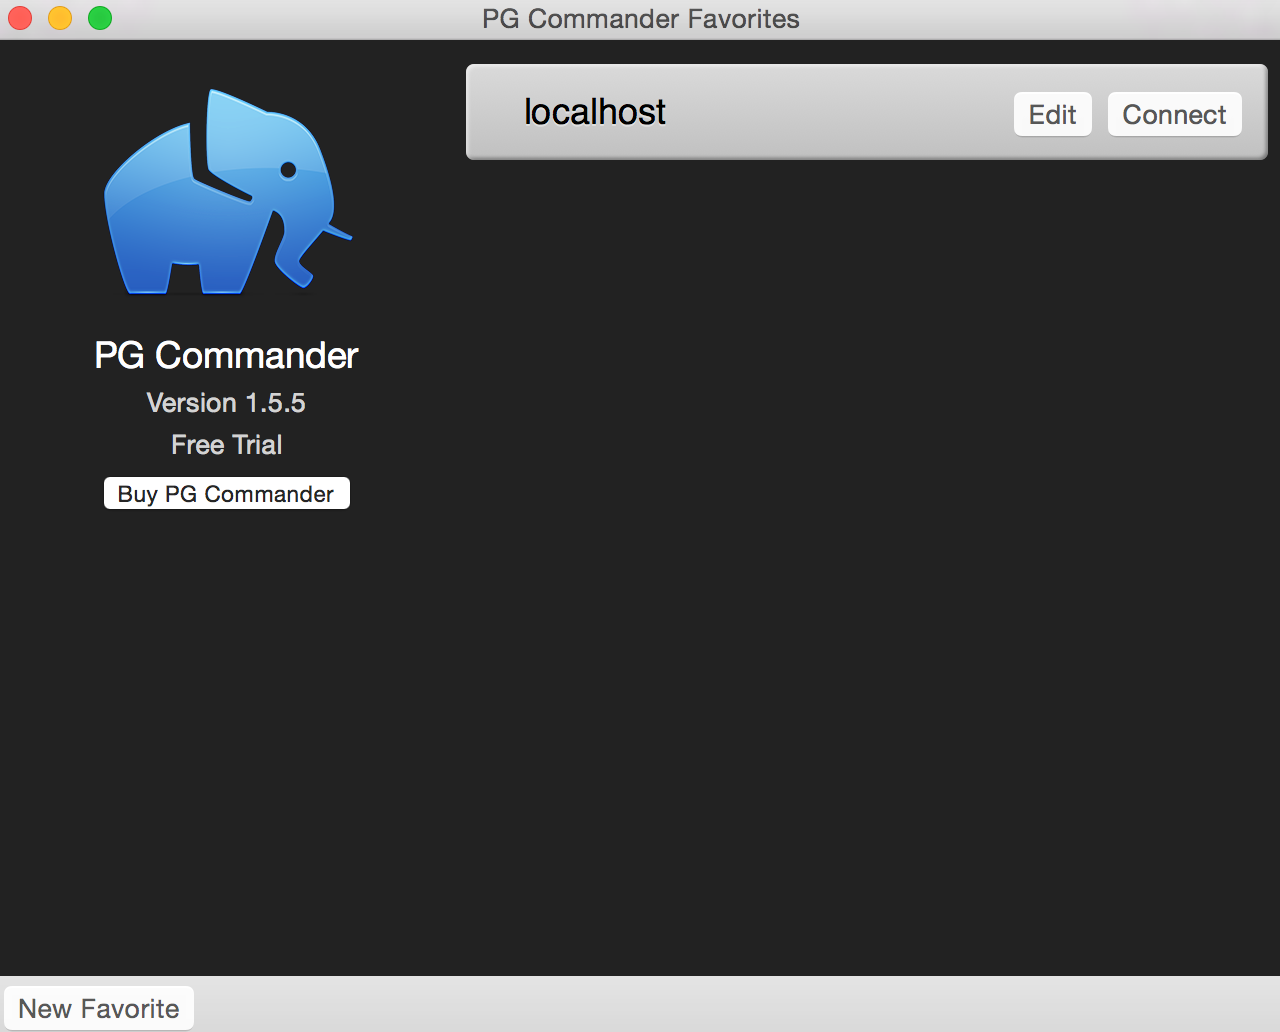 PG Commander Favorites
localhost
Edit
Connect
PG Commander
Version 1.5.5
Free Trial
Buy PG Commander
New Favorite